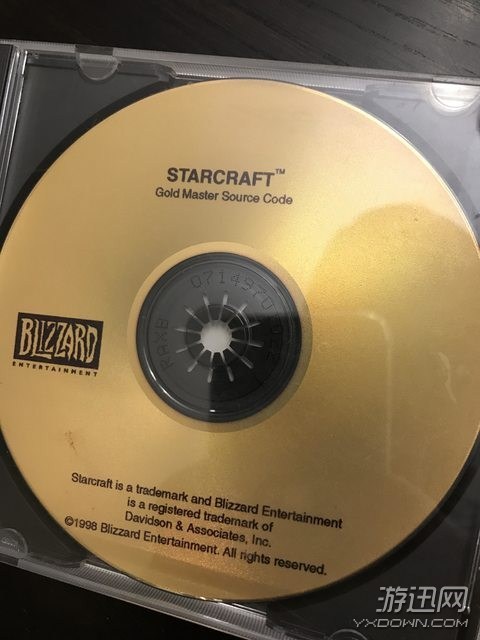 STARCRAFT™
Gold Master Source Code
BLIZZARD
ENTERTAINMENT
Starcraft is a trademark and Blizzard Entertainment
is a registered trademark of
Davidson & Associates, Inc.
©1998 Blizzard Entertainment. All rights reserved.
游迅网
YXDOWN.COM